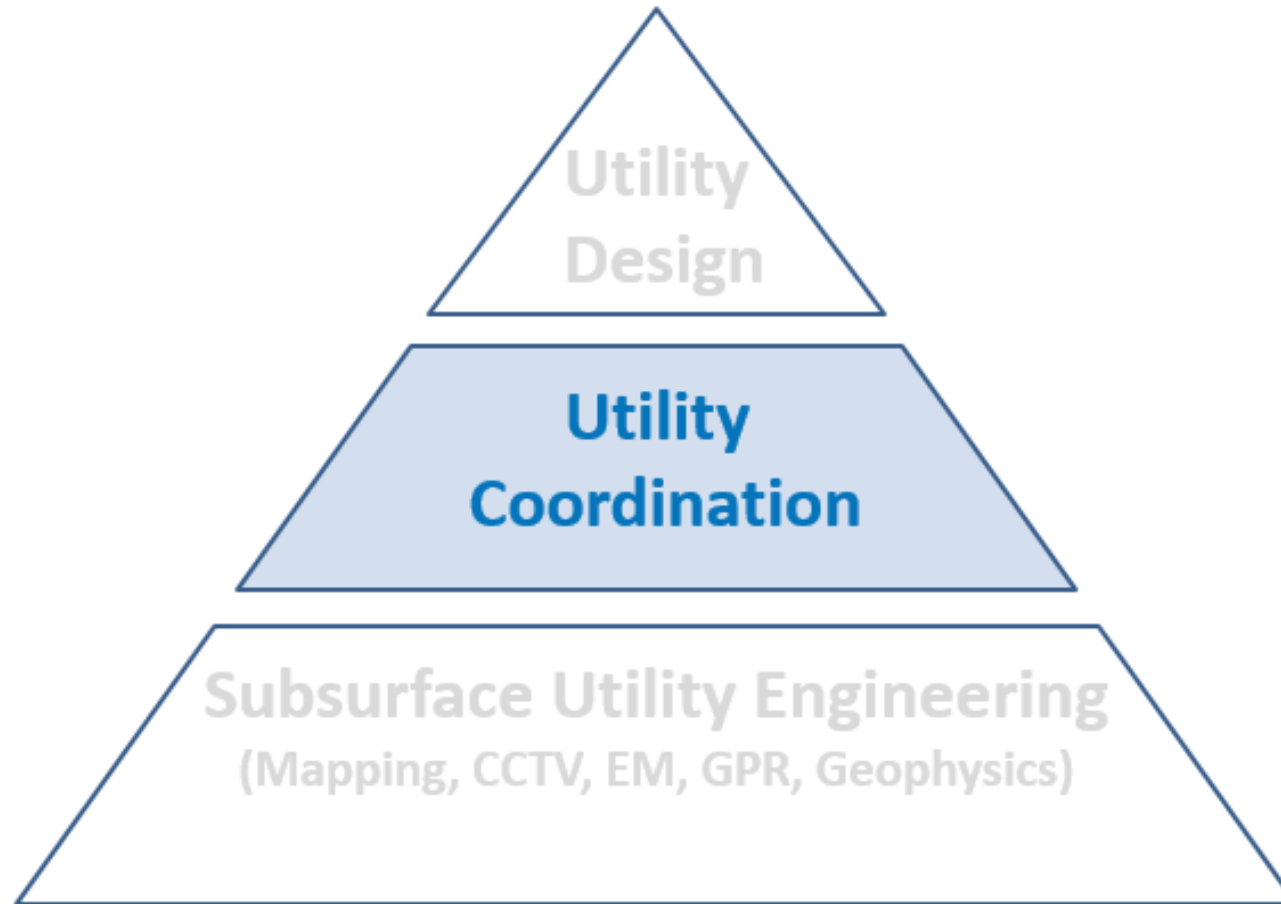 Utility
Design
Utility
Coordination
Subsurface Utility Engineering
(Mapping, CCTV, EM, GPR, Geophysics)